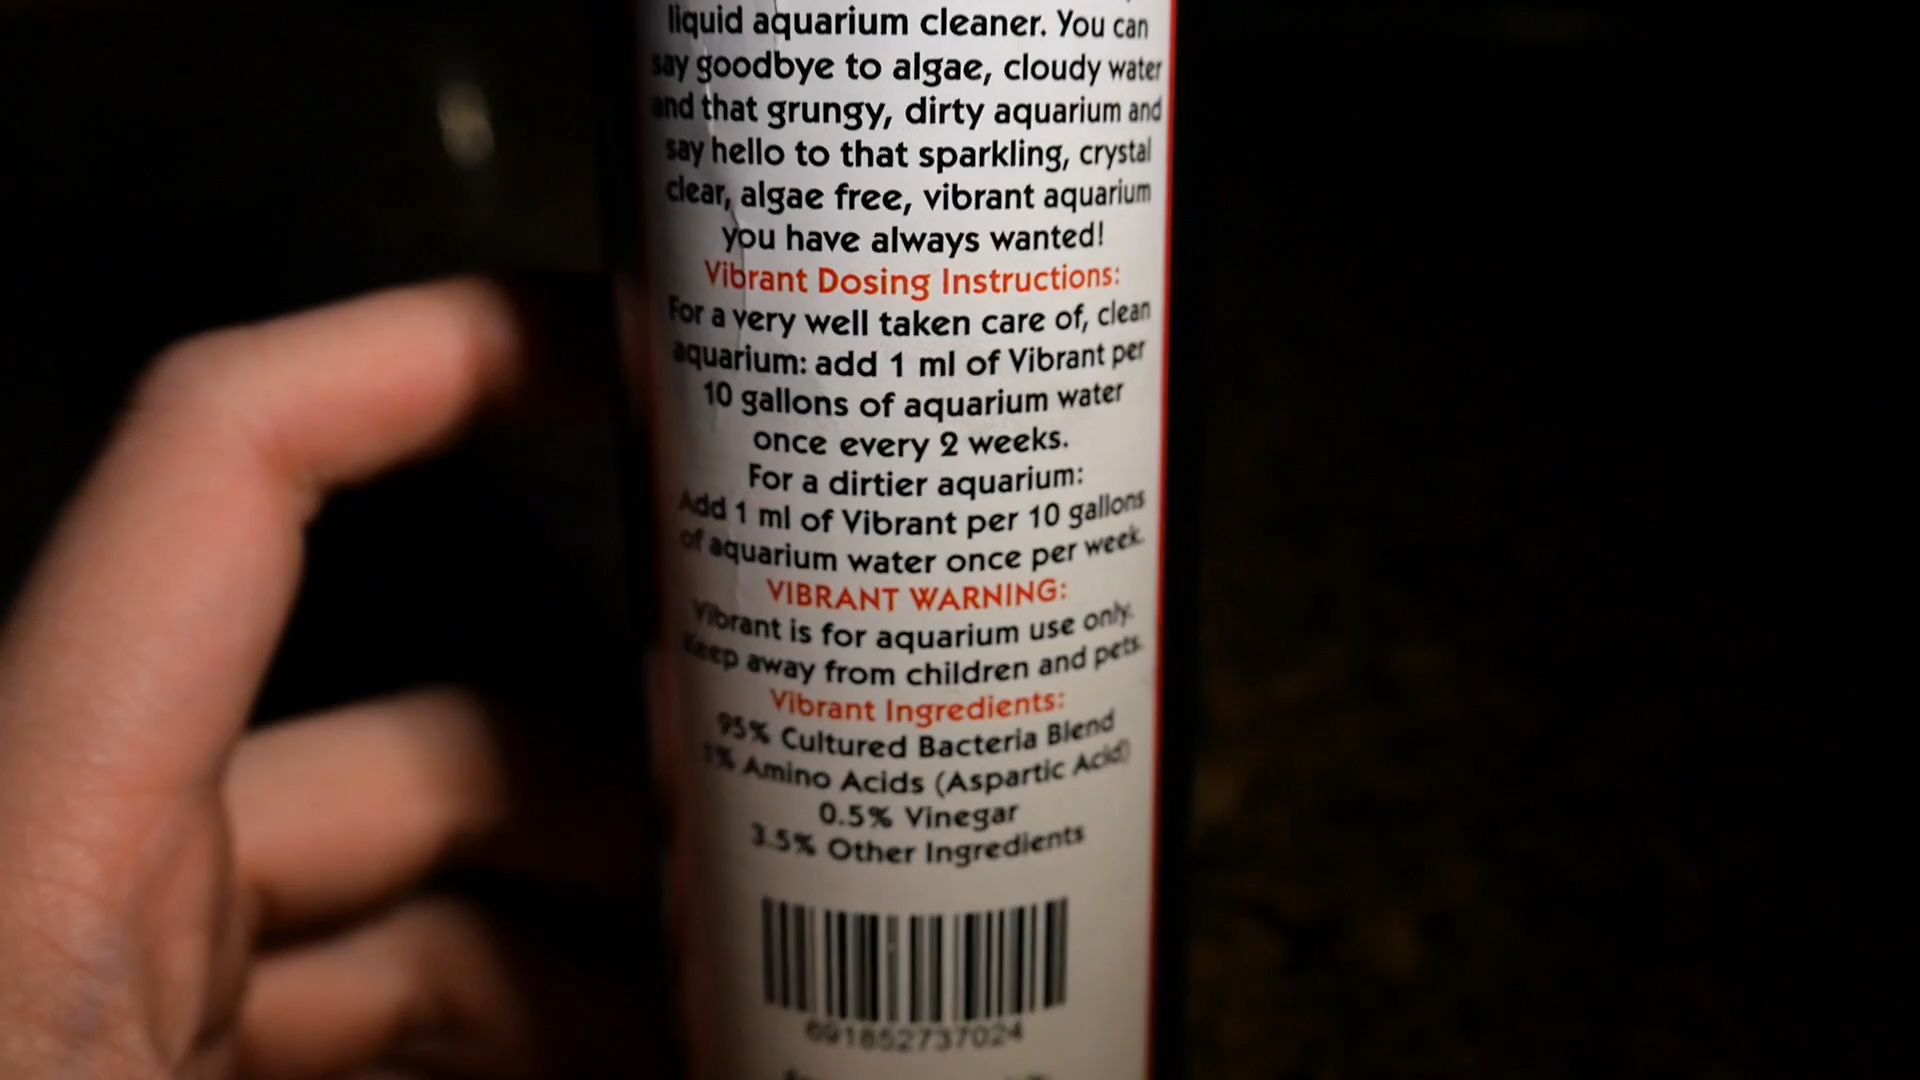 liquid aquarium cleaner. You can
say goodbye to algae, cloudy water
and that grungy, dirty aquarium and
say hello to that sparkling, crystal
clear, algae free, vibrant aquarium
you have always wanted!
Vibrant Dosing Instructions:
For a very well taken care of, clean
aquarium: add 1 ml of Vibrant per
10 gallons of aquarium water
once every 2 weeks.
For a dirtier aquarium:
Add 1 ml of Vibrant per 10 gallons
of aquarium water once per week.
VIBRANT WARNING:
Vibrant is for aquarium use only.
Keep away from children and pets.
Vibrant Ingredients:
95% Cultured Bacteria Blend
1% Amino Acids (Aspartic Acid)
0.5% Vinegar
3.5% Other Ingredients
691852737024